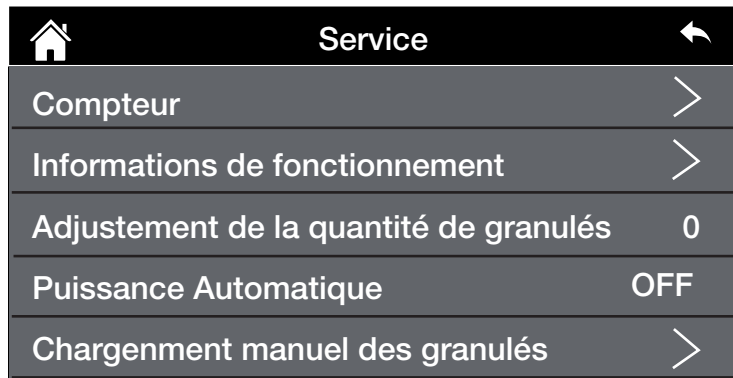 Service
Compteur
Informations de fonctionnement
Adjustement de la quantité de granulés 0
Puissance Automatique OFF
Chargenment manuel des granulés